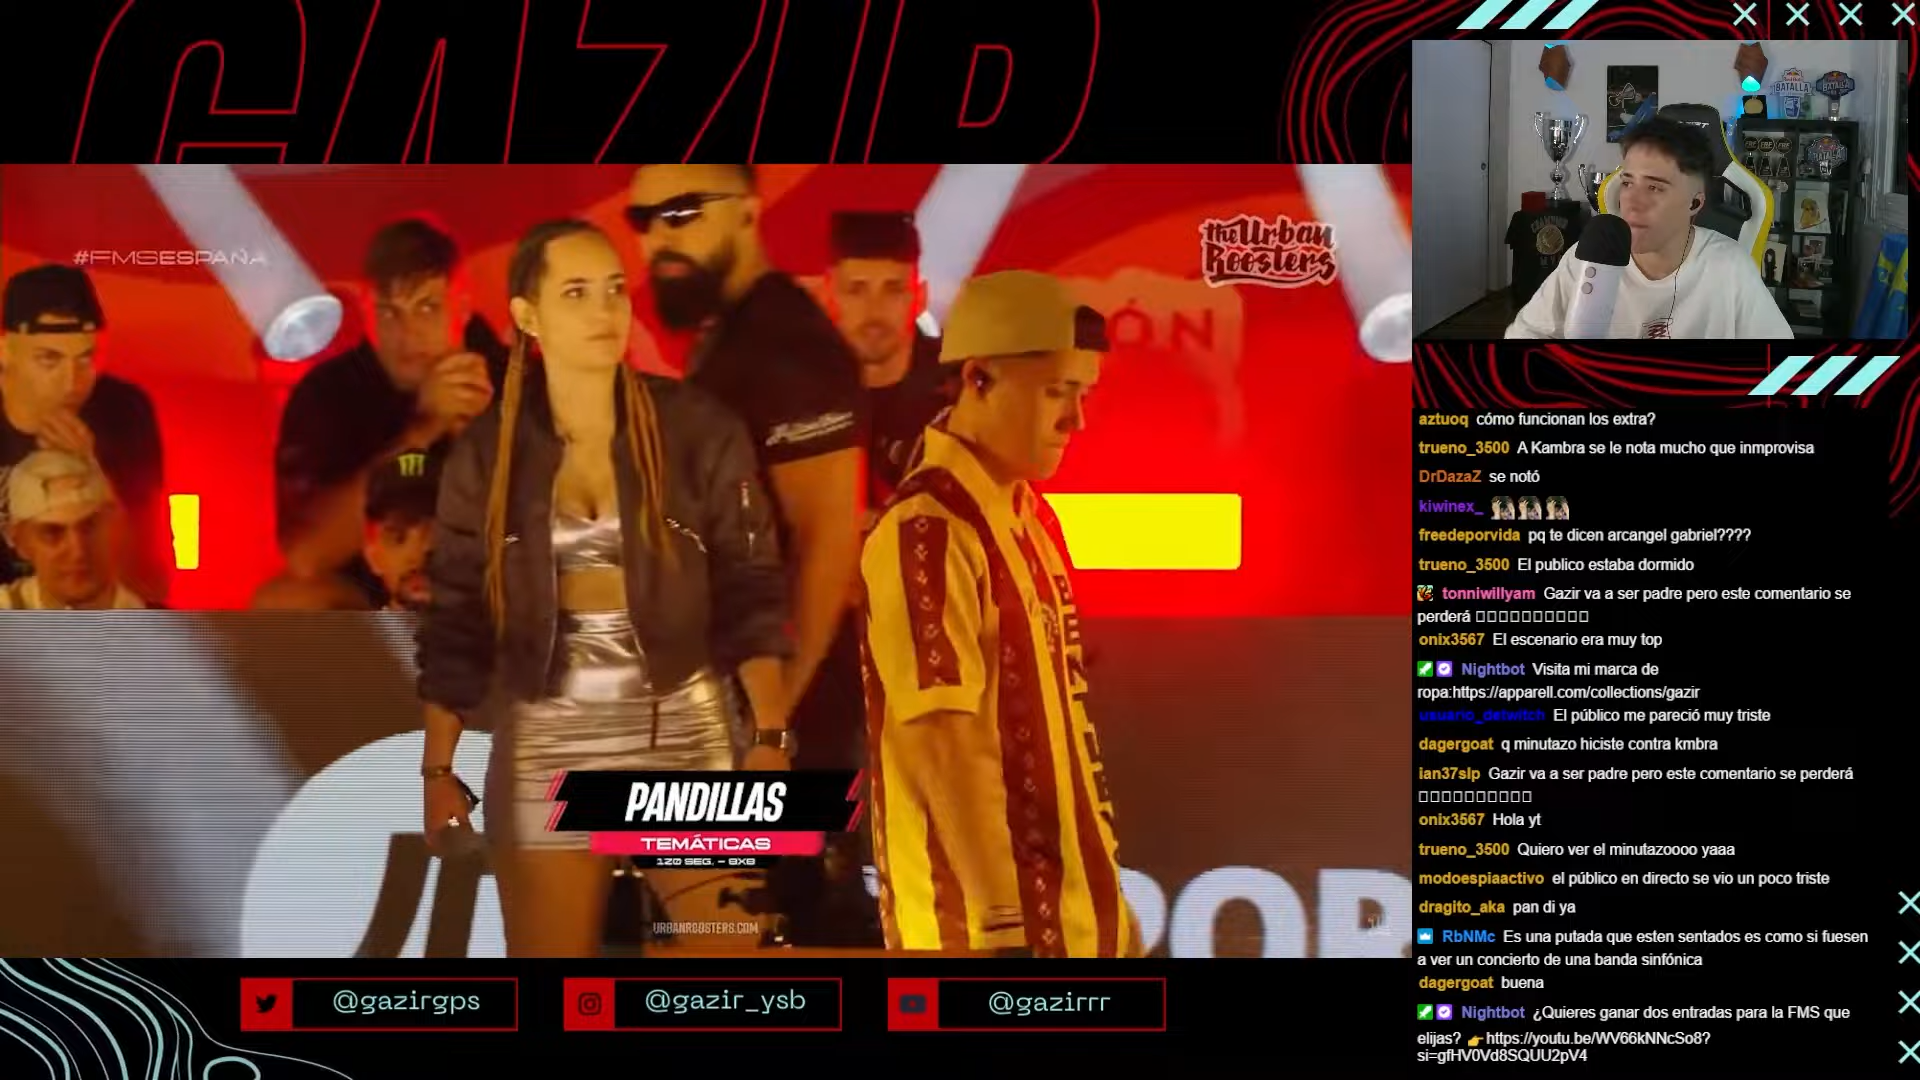 GAZIR
#FMSESPAÑA
the Urban
Roosters
ÓN
PANDILLAS
TEMÁTICAS
120 SEG. - 8X8
URBANROOSTERS.COM
POR
@gazirgps
@gazir_ysb
@gazirrr
BATALLA
aztuoq cómo funcionan los extra?
trueno_3500 A Kambra se le nota mucho que inmprovisa
DrDazaZ se notó
kiwinex_
freedeporvida pq te dicen arcangel gabriel????
trueno_3500 El publico estaba dormido
tonniwillyam Gazir va a ser padre pero este comentario se
perderá ▯▯▯▯▯▯▯▯▯▯
onix3567 El escenario era muy top
Nightbot Visita mi marca de
ropa:https://apparell.com/collections/gazir
usuario_detwitch El público me pareció muy triste
dagergoat q minutazo hiciste contra kmbra
ian37slp Gazir va a ser padre pero este comentario se perderá
▯▯▯▯▯▯▯▯▯▯
onix3567 Hola yt
trueno_3500 Quiero ver el minutazoooo yaaa
modoespiaactivo el público en directo se vio un poco triste
dragito_aka pan di ya
RbNMc Es una putada que esten sentados es como si fuesen
a ver un concierto de una banda sinfónica
dagergoat buena
Nightbot ¿Quieres ganar dos entradas para la FMS que
elijas? 👉https://youtu.be/WV66kNNcSo8?
si=gfHV0Vd8SQUU2pV4